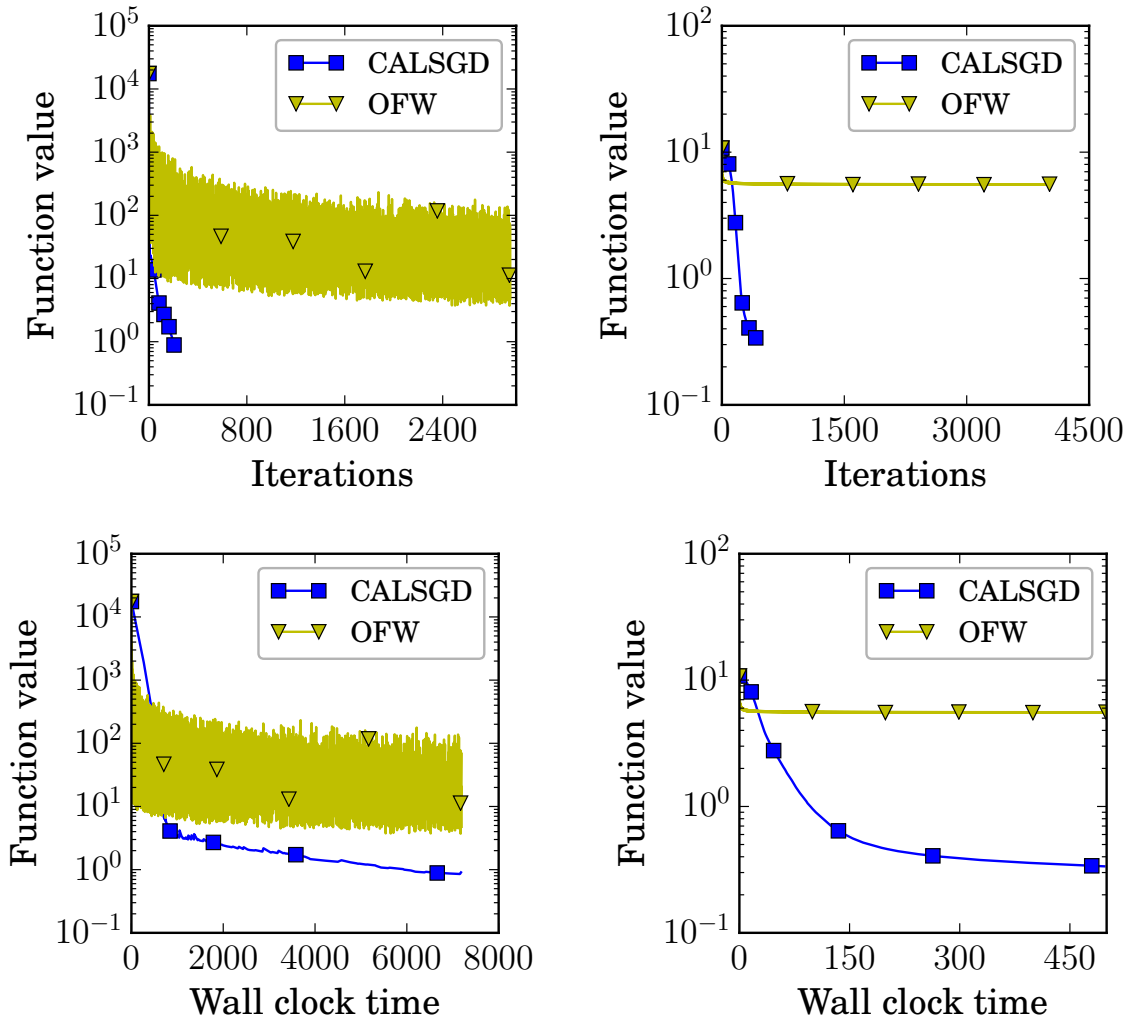 10^5
10^4
10^3
10^2
10^1
10^0
10^-1
Function value
CALSGD
OFW
0 800 1600 2400
Iterations
10^2
10^1
10^0
10^-1
Function value
CALSGD
OFW
0 1500 3000 4500
Iterations
10^5
10^4
10^3
10^2
10^1
10^0
10^-1
Function value
CALSGD
OFW
0 2000 4000 6000 8000
Wall clock time
10^2
10^1
10^0
10^-1
Function value
CALSGD
OFW
0 150 300 450
Wall clock time